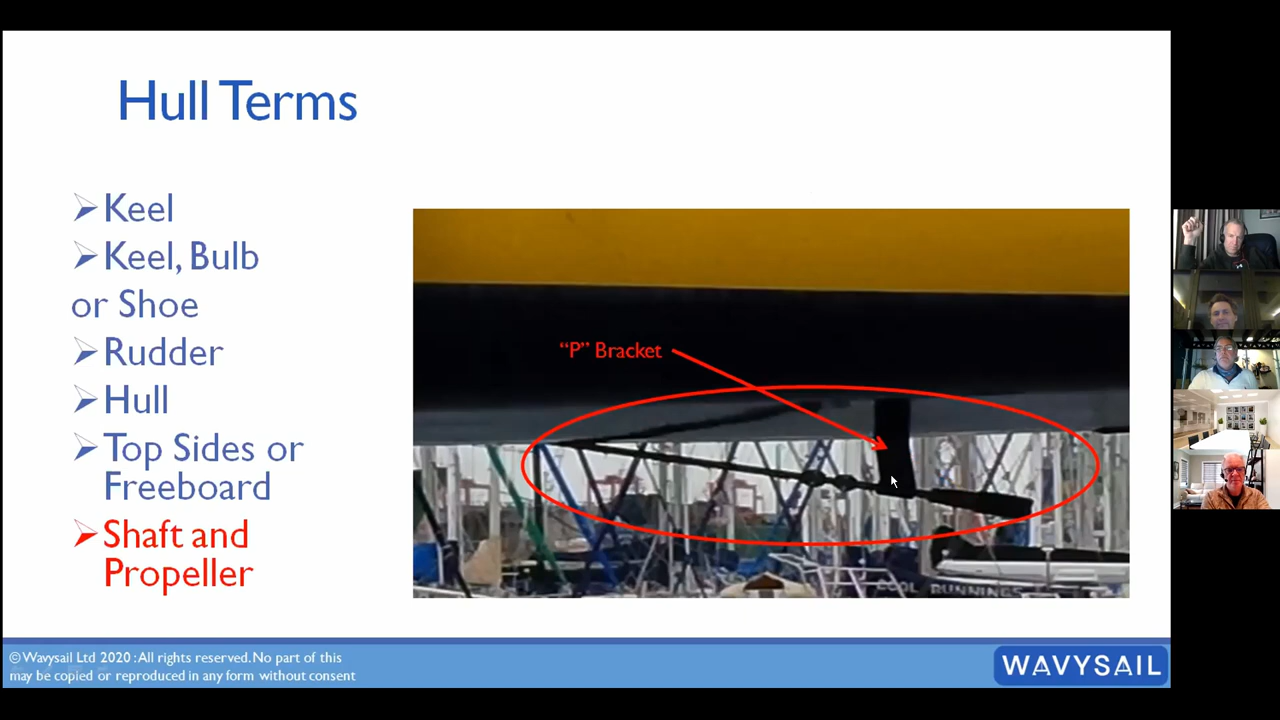 Hull Terms
Keel
Keel, Bulb
or Shoe
Rudder
Hull
Top Sides or
Freeboard
Shaft and
Propeller
“P” Bracket
COOL RUNNINGS
© Wavysail Ltd 2020 : All rights reserved. No part of this
may be copied or reproduced in any form without consent
WAVYSAIL